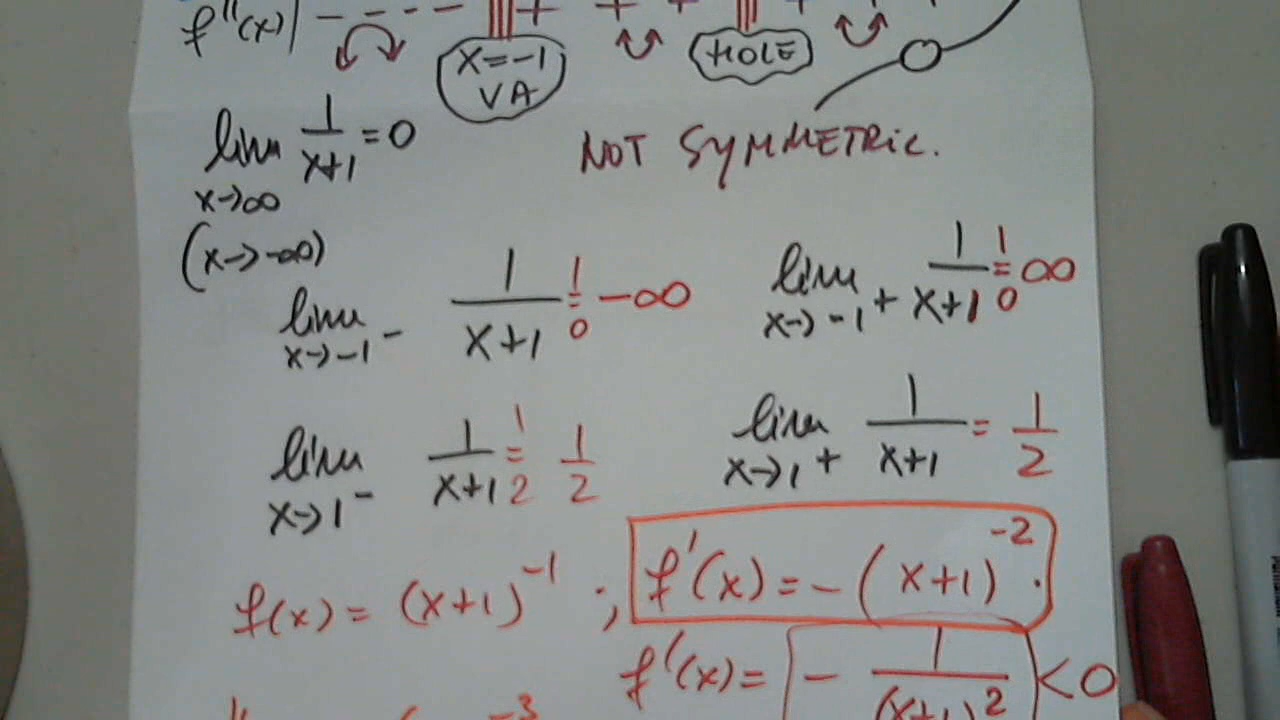 f''(x) | - - - - - + + + +
x=-1
VA
HOLE
lim 1/(x+1) = 0
x→∞
(x→-∞)
NOT SYMMETRIC.
lim 1/(x+1) = 1/0 -∞
x→-1⁻
lim 1/(x+1) = 1/0 ∞
x→-1⁺
lim 1/(x+1) = 1/2 1/2
x→1⁻
lim 1/(x+1) = 1/2
x→1⁺
f(x) = (x+1)⁻¹ ; f'(x) = -(x+1)⁻² .
f'(x) = - 1/(x+1)² < 0